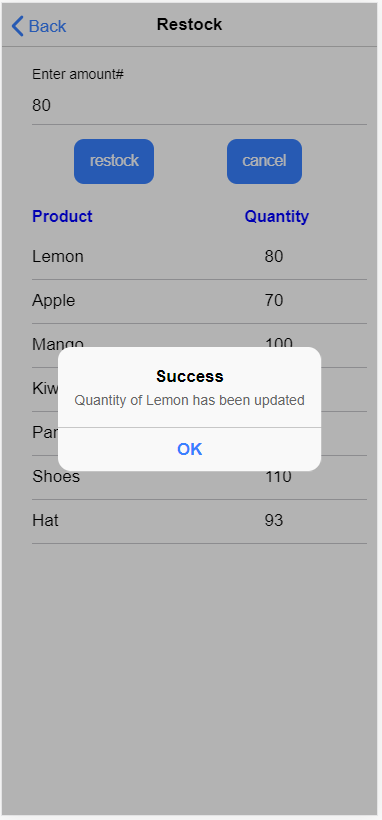 Back Restock
Enter amount#
80
restock cancel
Product Quantity
Lemon 80
Apple 70
Mango 100
Success
Quantity of Lemon has been updated
OK
Shoes 110
Hat 93